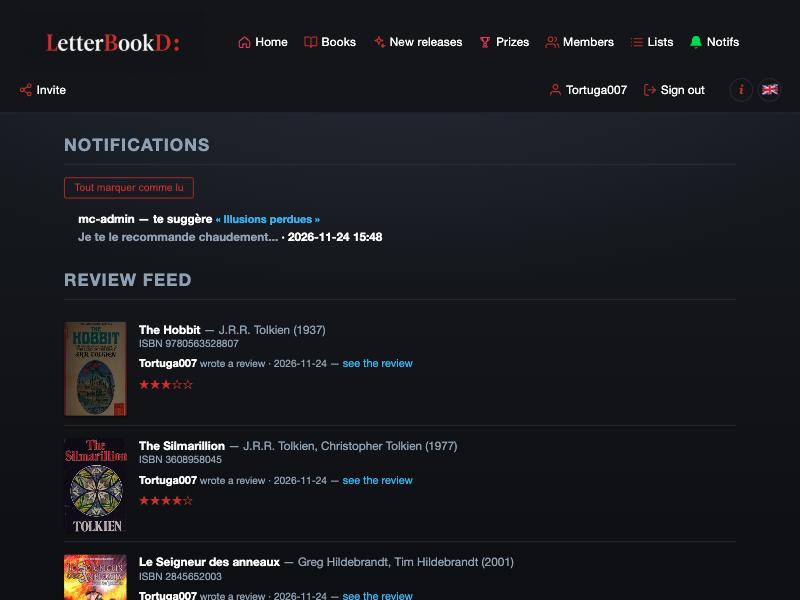 LetterBookD:
Home
Books
New releases
Prizes
Members
Lists
Notifs
Invite
Tortuga007
Sign out
i
NOTIFICATIONS
Tout marquer comme lu
mc-admin — te suggère « Illusions perdues »
Je te le recommande chaudement... · 2026-11-24 15:48
REVIEW FEED
THE
HOBBIT
J.R.R. TOLKIEN
The Hobbit — J.R.R. Tolkien (1937)
ISBN 9780563528807
Tortuga007 wrote a review · 2026-11-24 — see the review
★★★☆☆
The
Silmarillion
TOLKIEN
The Silmarillion — J.R.R. Tolkien, Christopher Tolkien (1977)
ISBN 3608958045
Tortuga007 wrote a review · 2026-11-24 — see the review
★★★★☆
Le Seigneur des anneaux — Greg Hildebrandt, Tim Hildebrandt (2001)
ISBN 2845652003
Tortuga007 wrote a review · 2026-11-24 — see the review